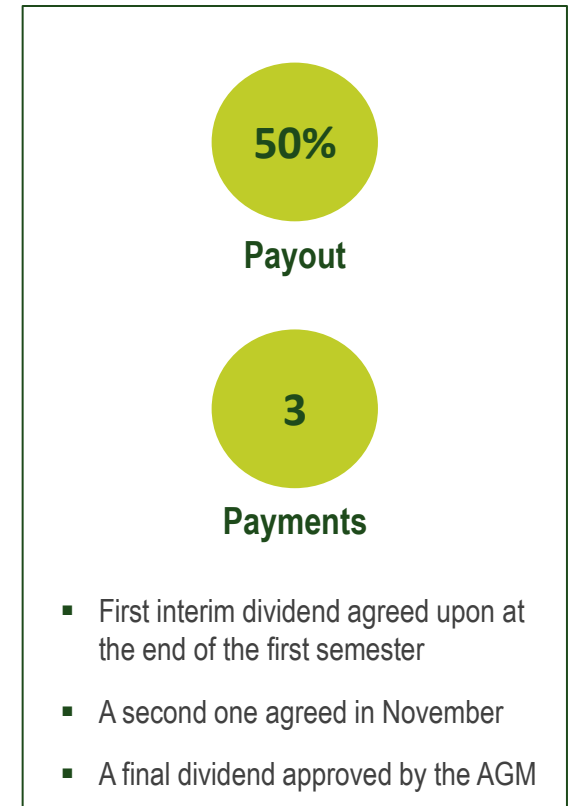 50%
Payout
3
Payments
▪ First interim dividend agreed upon at
the end of the first semester
▪ A second one agreed in November
▪ A final dividend approved by the AGM